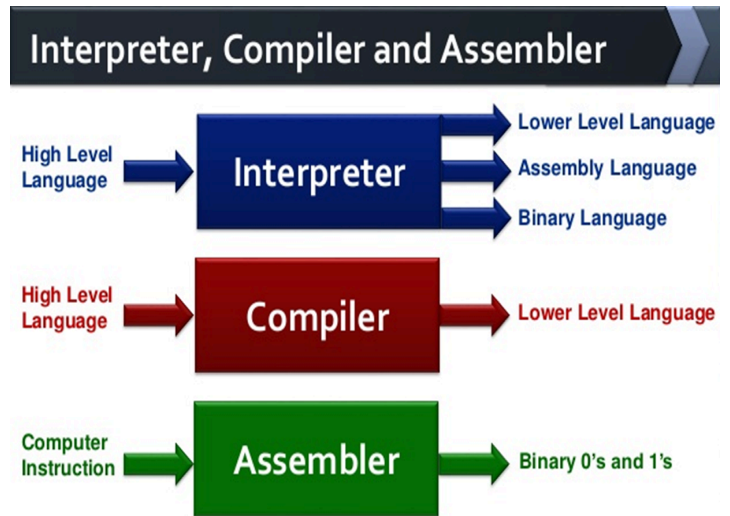 Interpreter, Compiler and Assembler
High Level
Language
Interpreter
Lower Level Language
Assembly Language
Binary Language
High Level
Language
Compiler
Lower Level Language
Computer
Instruction
Assembler
Binary 0's and 1's